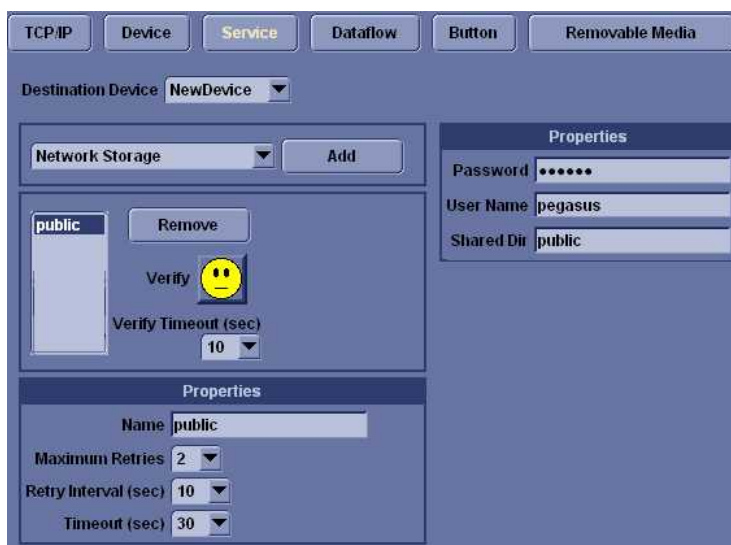 TCP/IP Device Service Dataflow Button Removable Media
Destination Device NewDevice
Network Storage Add
public Remove
Verify
Verify Timeout (sec)
10
Properties
Name public
Maximum Retries 2
Retry Interval (sec) 10
Timeout (sec) 30
Properties
Password ••••••
User Name pegasus
Shared Dir public